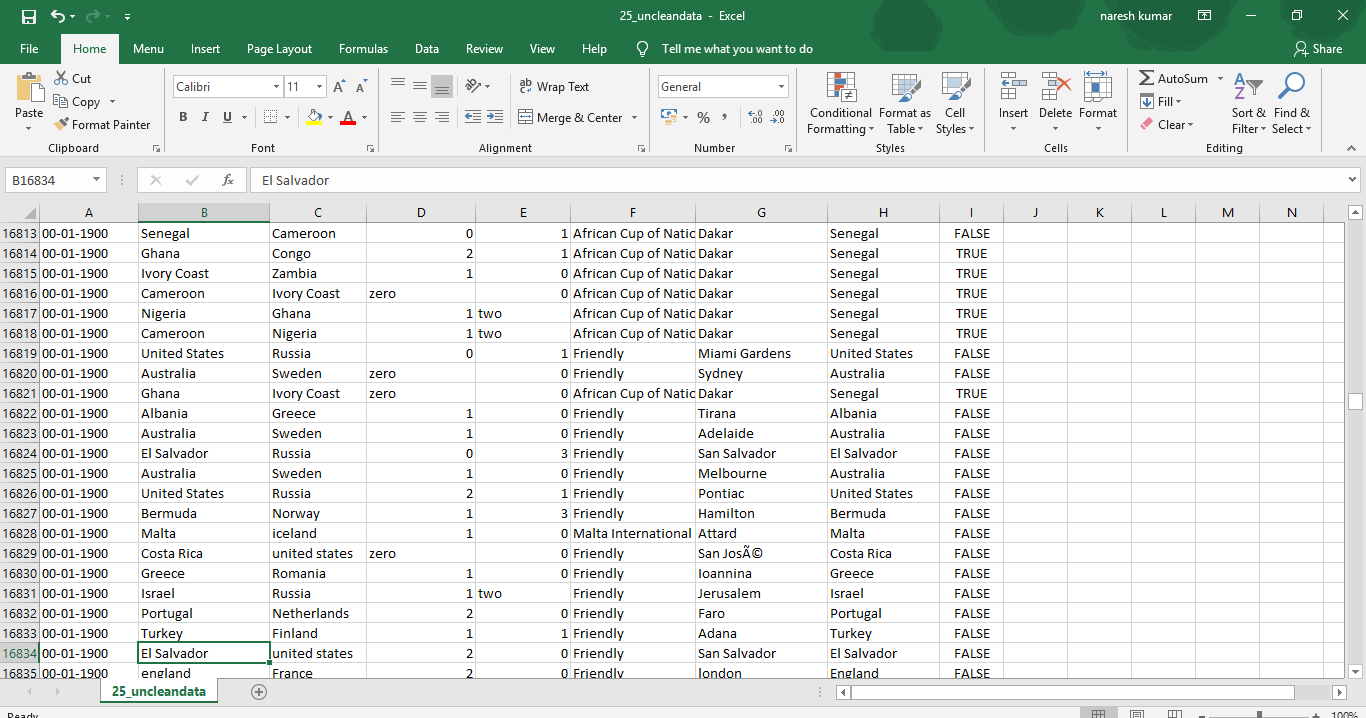 25_uncleandata - Excel
naresh kumar
File Home Menu Insert Page Layout Formulas Data Review View Help Tell me what you want to do Share
Paste
Cut
Copy
Format Painter
Clipboard
Calibri 11
B I U
Font
Wrap Text
Merge & Center
Alignment
General
Number
Conditional Formatting
Format as Table
Cell Styles
Styles
Insert Delete Format
Cells
AutoSum
Fill
Clear
Sort & Filter
Find & Select
Editing
B16834 fx El Salvador
A B C D E F G H I J K L M N
16813 00-01-1900 Senegal Cameroon 0 1 African Cup of Natic Dakar Senegal FALSE
16814 00-01-1900 Ghana Congo 2 1 African Cup of Natic Dakar Senegal TRUE
16815 00-01-1900 Ivory Coast Zambia 1 0 African Cup of Natic Dakar Senegal TRUE
16816 00-01-1900 Cameroon Ivory Coast zero 0 African Cup of Natic Dakar Senegal TRUE
16817 00-01-1900 Nigeria Ghana 1 two African Cup of Natic Dakar Senegal TRUE
16818 00-01-1900 Cameroon Nigeria 1 two African Cup of Natic Dakar Senegal TRUE
16819 00-01-1900 United States Russia 0 1 Friendly Miami Gardens United States FALSE
16820 00-01-1900 Australia Sweden zero 0 Friendly Sydney Australia FALSE
16821 00-01-1900 Ghana Ivory Coast zero 0 African Cup of Natic Dakar Senegal TRUE
16822 00-01-1900 Albania Greece 1 0 Friendly Tirana Albania FALSE
16823 00-01-1900 Australia Sweden 1 0 Friendly Adelaide Australia FALSE
16824 00-01-1900 El Salvador Russia 0 3 Friendly San Salvador El Salvador FALSE
16825 00-01-1900 Australia Sweden 1 0 Friendly Melbourne Australia FALSE
16826 00-01-1900 United States Russia 2 1 Friendly Pontiac United States FALSE
16827 00-01-1900 Bermuda Norway 1 3 Friendly Hamilton Bermuda FALSE
16828 00-01-1900 Malta iceland 1 0 Malta International Attard Malta FALSE
16829 00-01-1900 Costa Rica united states zero 0 Friendly San JosÃ© Costa Rica FALSE
16830 00-01-1900 Greece Romania 1 0 Friendly Ioannina Greece FALSE
16831 00-01-1900 Israel Russia 1 two Friendly Jerusalem Israel FALSE
16832 00-01-1900 Portugal Netherlands 2 0 Friendly Faro Portugal FALSE
16833 00-01-1900 Turkey Finland 1 1 Friendly Adana Turkey FALSE
16834 00-01-1900 El Salvador united states 2 0 Friendly San Salvador El Salvador FALSE
16835 00-01-1900 england France 2 0 Friendly london England FALSE
25_uncleandata
Ready 100%